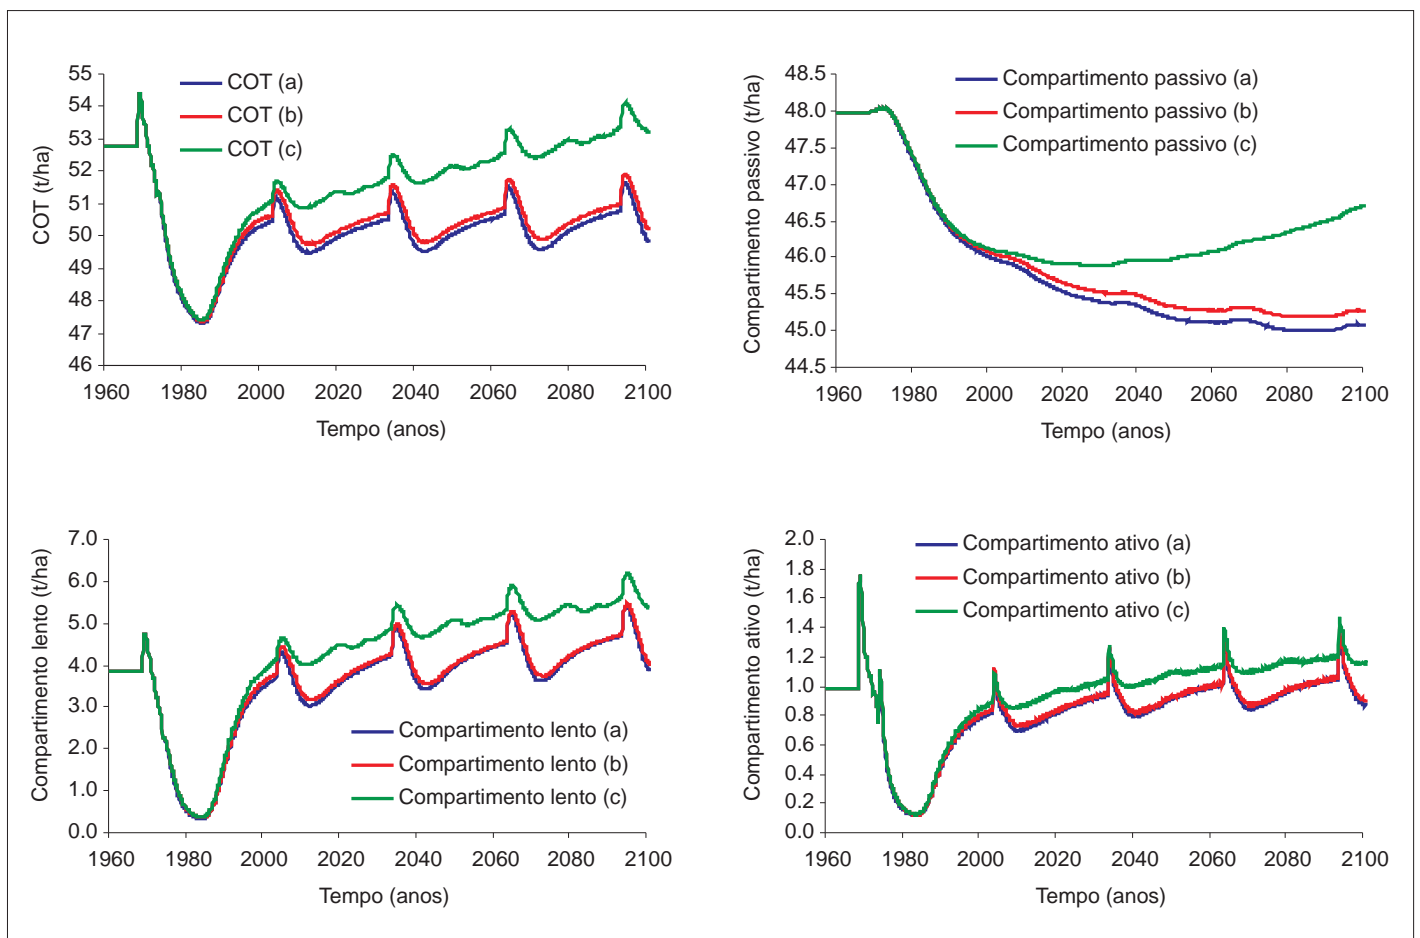 COT (t/ha)
55
54
53
52
51
50
49
48
47
46
1960 1980 2000 2020 2040 2060 2080 2100
Tempo (anos)
COT (a)
COT (b)
COT (c)
Compartimento passivo (t/ha)
48.5
48.0
47.5
47.0
46.5
46.0
45.5
45.0
44.5
1960 1980 2000 2020 2040 2060 2080 2100
Tempo (anos)
Compartimento passivo (a)
Compartimento passivo (b)
Compartimento passivo (c)
Compartimento lento (t/ha)
7.0
6.0
5.0
4.0
3.0
2.0
1.0
0.0
1960 1980 2000 2020 2040 2060 2080 2100
Tempo (anos)
Compartimento lento (a)
Compartimento lento (b)
Compartimento lento (c)
Compartimento ativo (t/ha)
2.0
1.8
1.6
1.4
1.2
1.0
0.8
0.6
0.4
0.2
0.0
1960 1980 2000 2020 2040 2060 2080 2100
Tempo (anos)
Compartimento ativo (a)
Compartimento ativo (b)
Compartimento ativo (c)